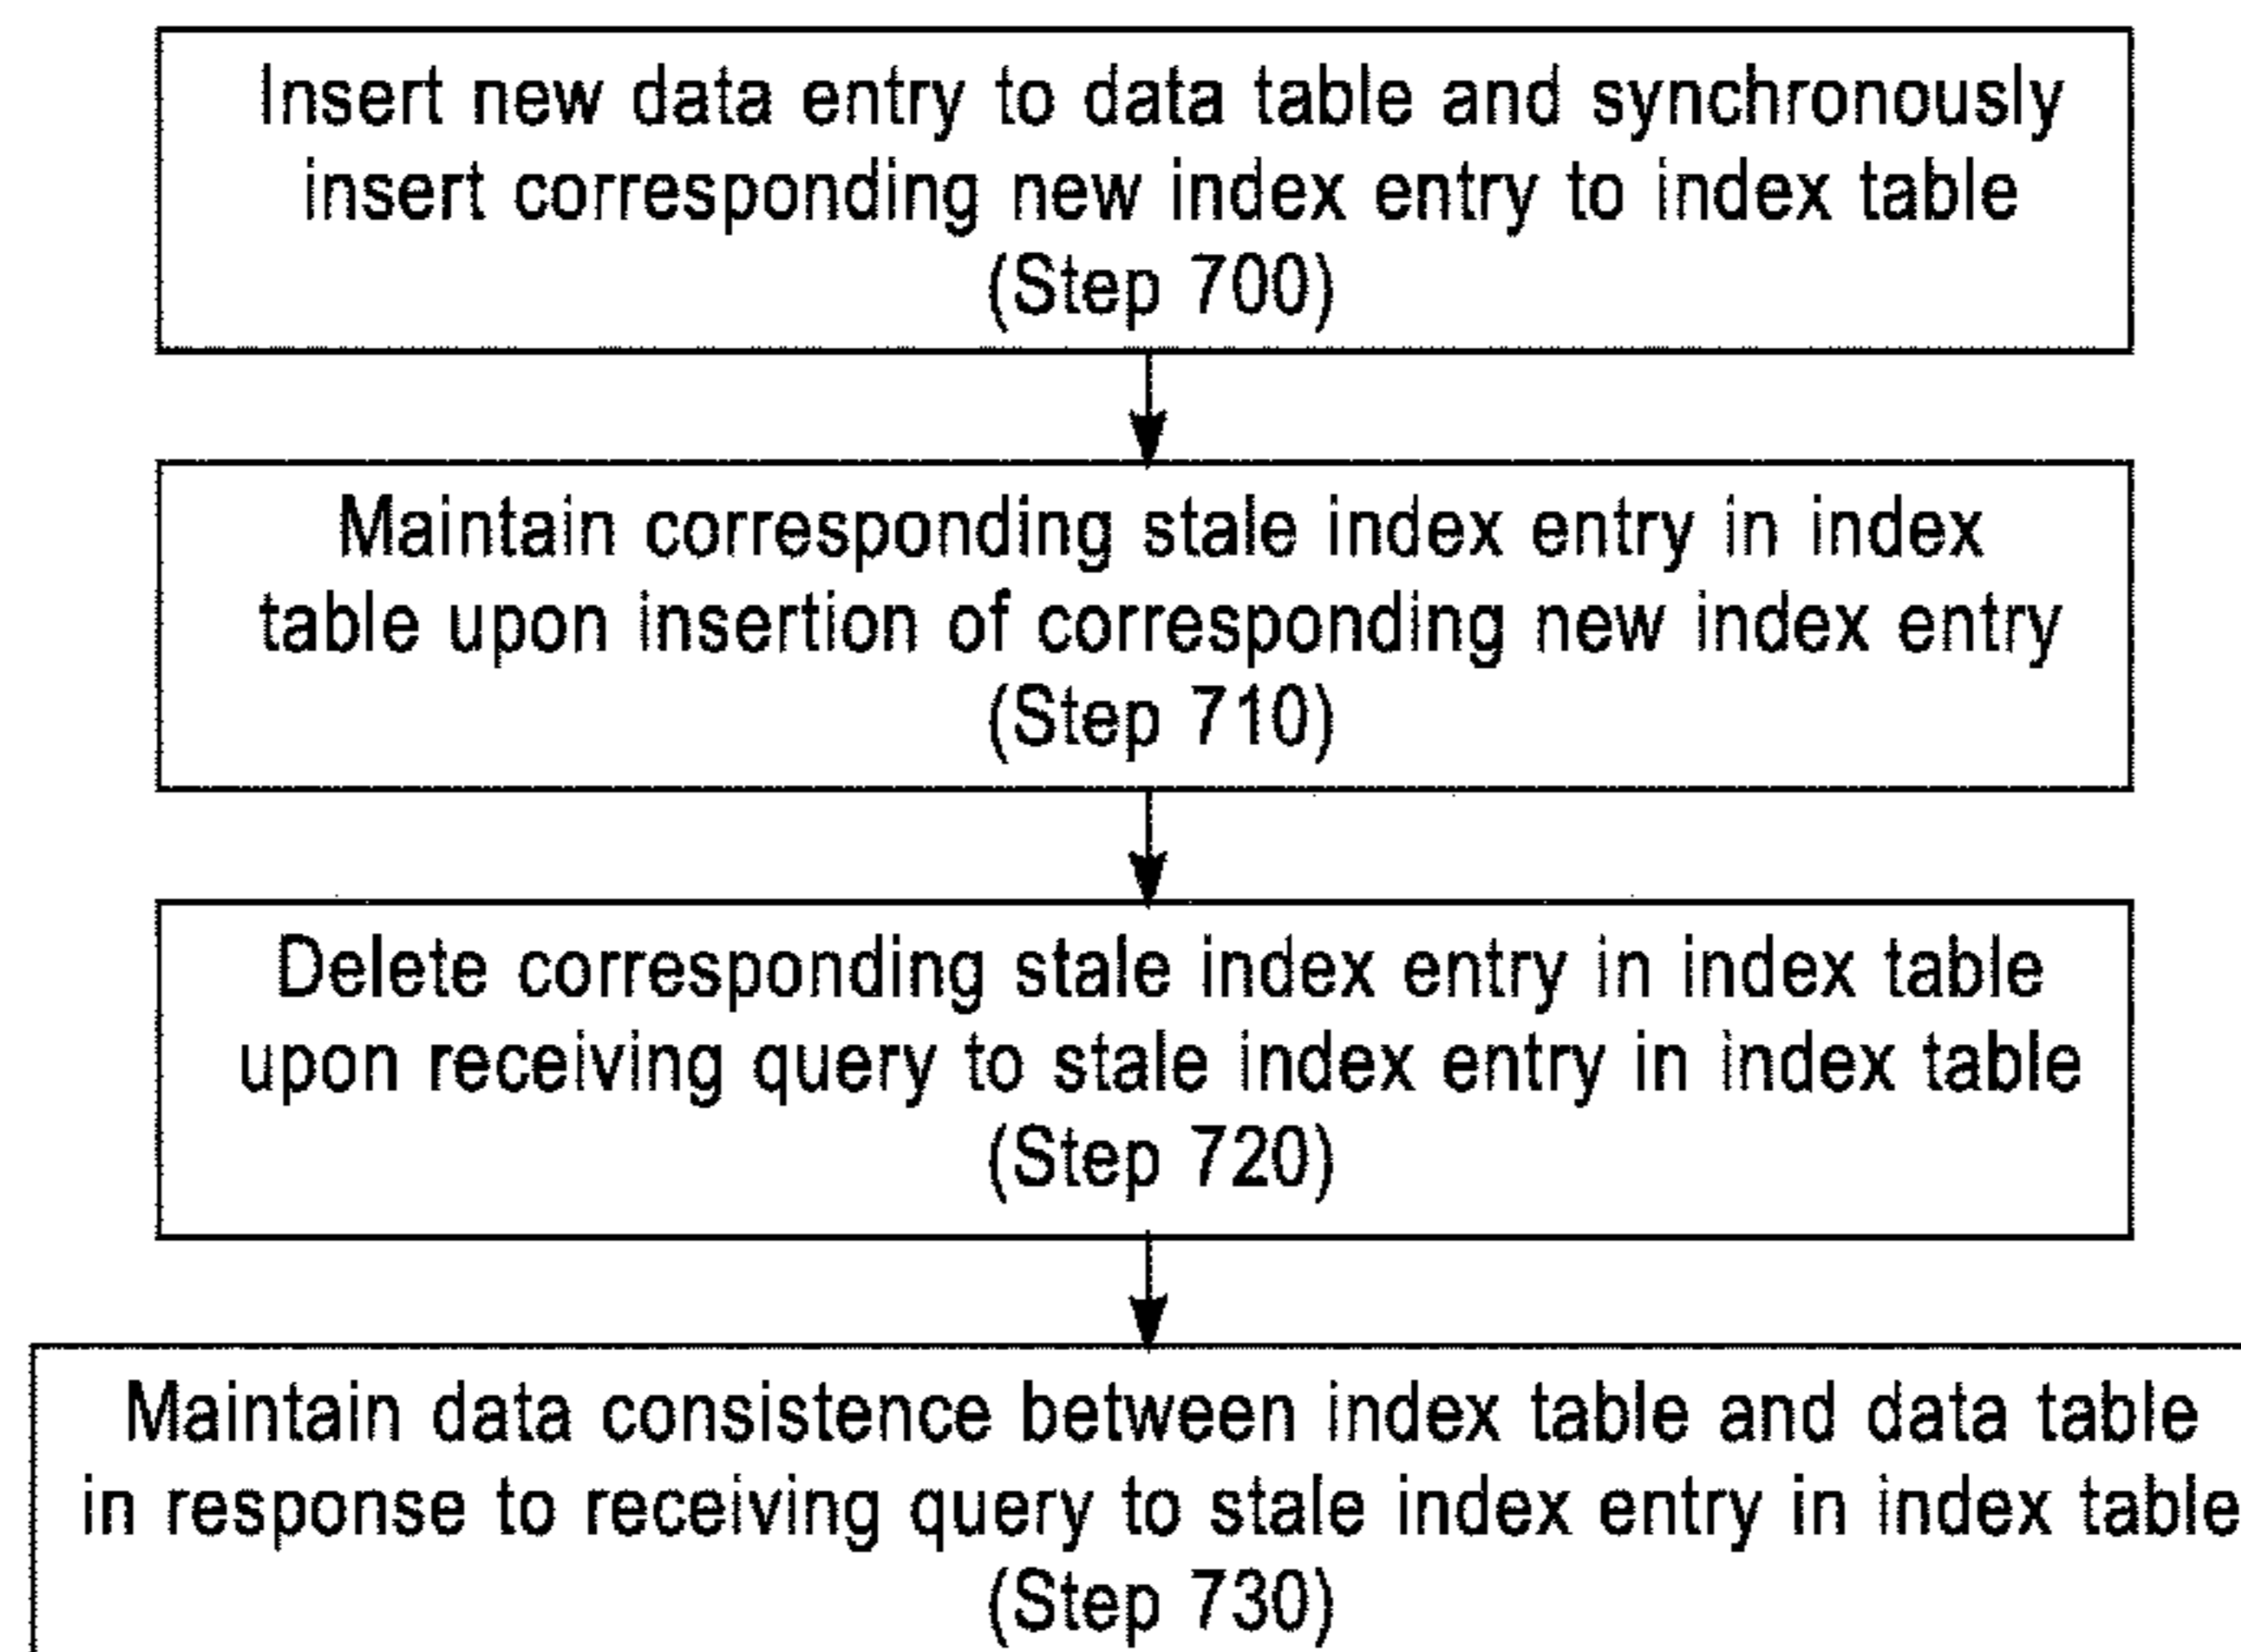 Insert new data entry to data table and synchronously
insert corresponding new index entry to index table
(Step 700)
Maintain corresponding stale index entry in index
table upon insertion of corresponding new index entry
(Step 710)
Delete corresponding stale index entry in index table
upon receiving query to stale index entry in index table
(Step 720)
Maintain data consistence between index table and data table
in response to receiving query to stale index entry in index table
(Step 730)